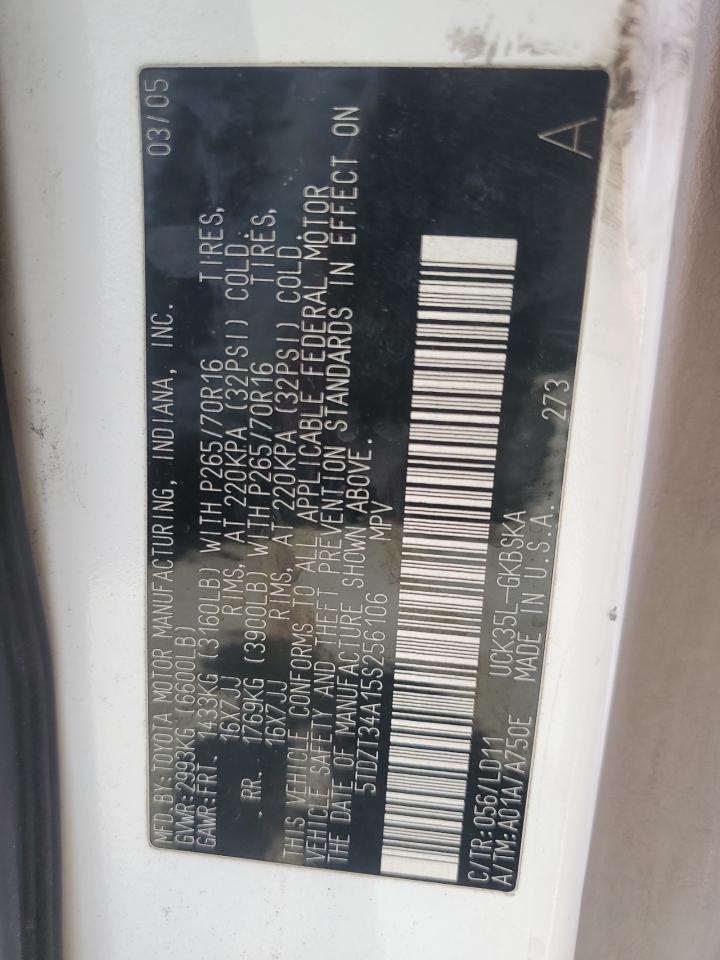 MFD.BY:TOYOTA MOTOR MANUFACTURING, INDIANA, INC. 03/05
GVWR:2993KG (6600LB)
GAWR:FRT. 1433KG (3160LB) WITH P265/70R16 TIRES,
16X7JJ RIMS, AT 220KPA (32PSI) COLD.
. RR. 1769KG (3900LB) WITH P265/70R16 TIRES,
16X7JJ RIMS, AT 220KPA (32PSI) COLD.
THIS VEHICLE CONFORMS TO ALL APPLICABLE FEDERAL MOTOR
VEHICLE SAFETY AND THEFT PREVENTION STANDARDS IN EFFECT ON
THE DATE OF MANUFACTURE SHOWN ABOVE.
5TDZT34A15S256106 MPV
C/TR:056/LD11 UCK35L-GKBSKA 273
A/TM:A01A/A750E MADE IN U.S.A. A